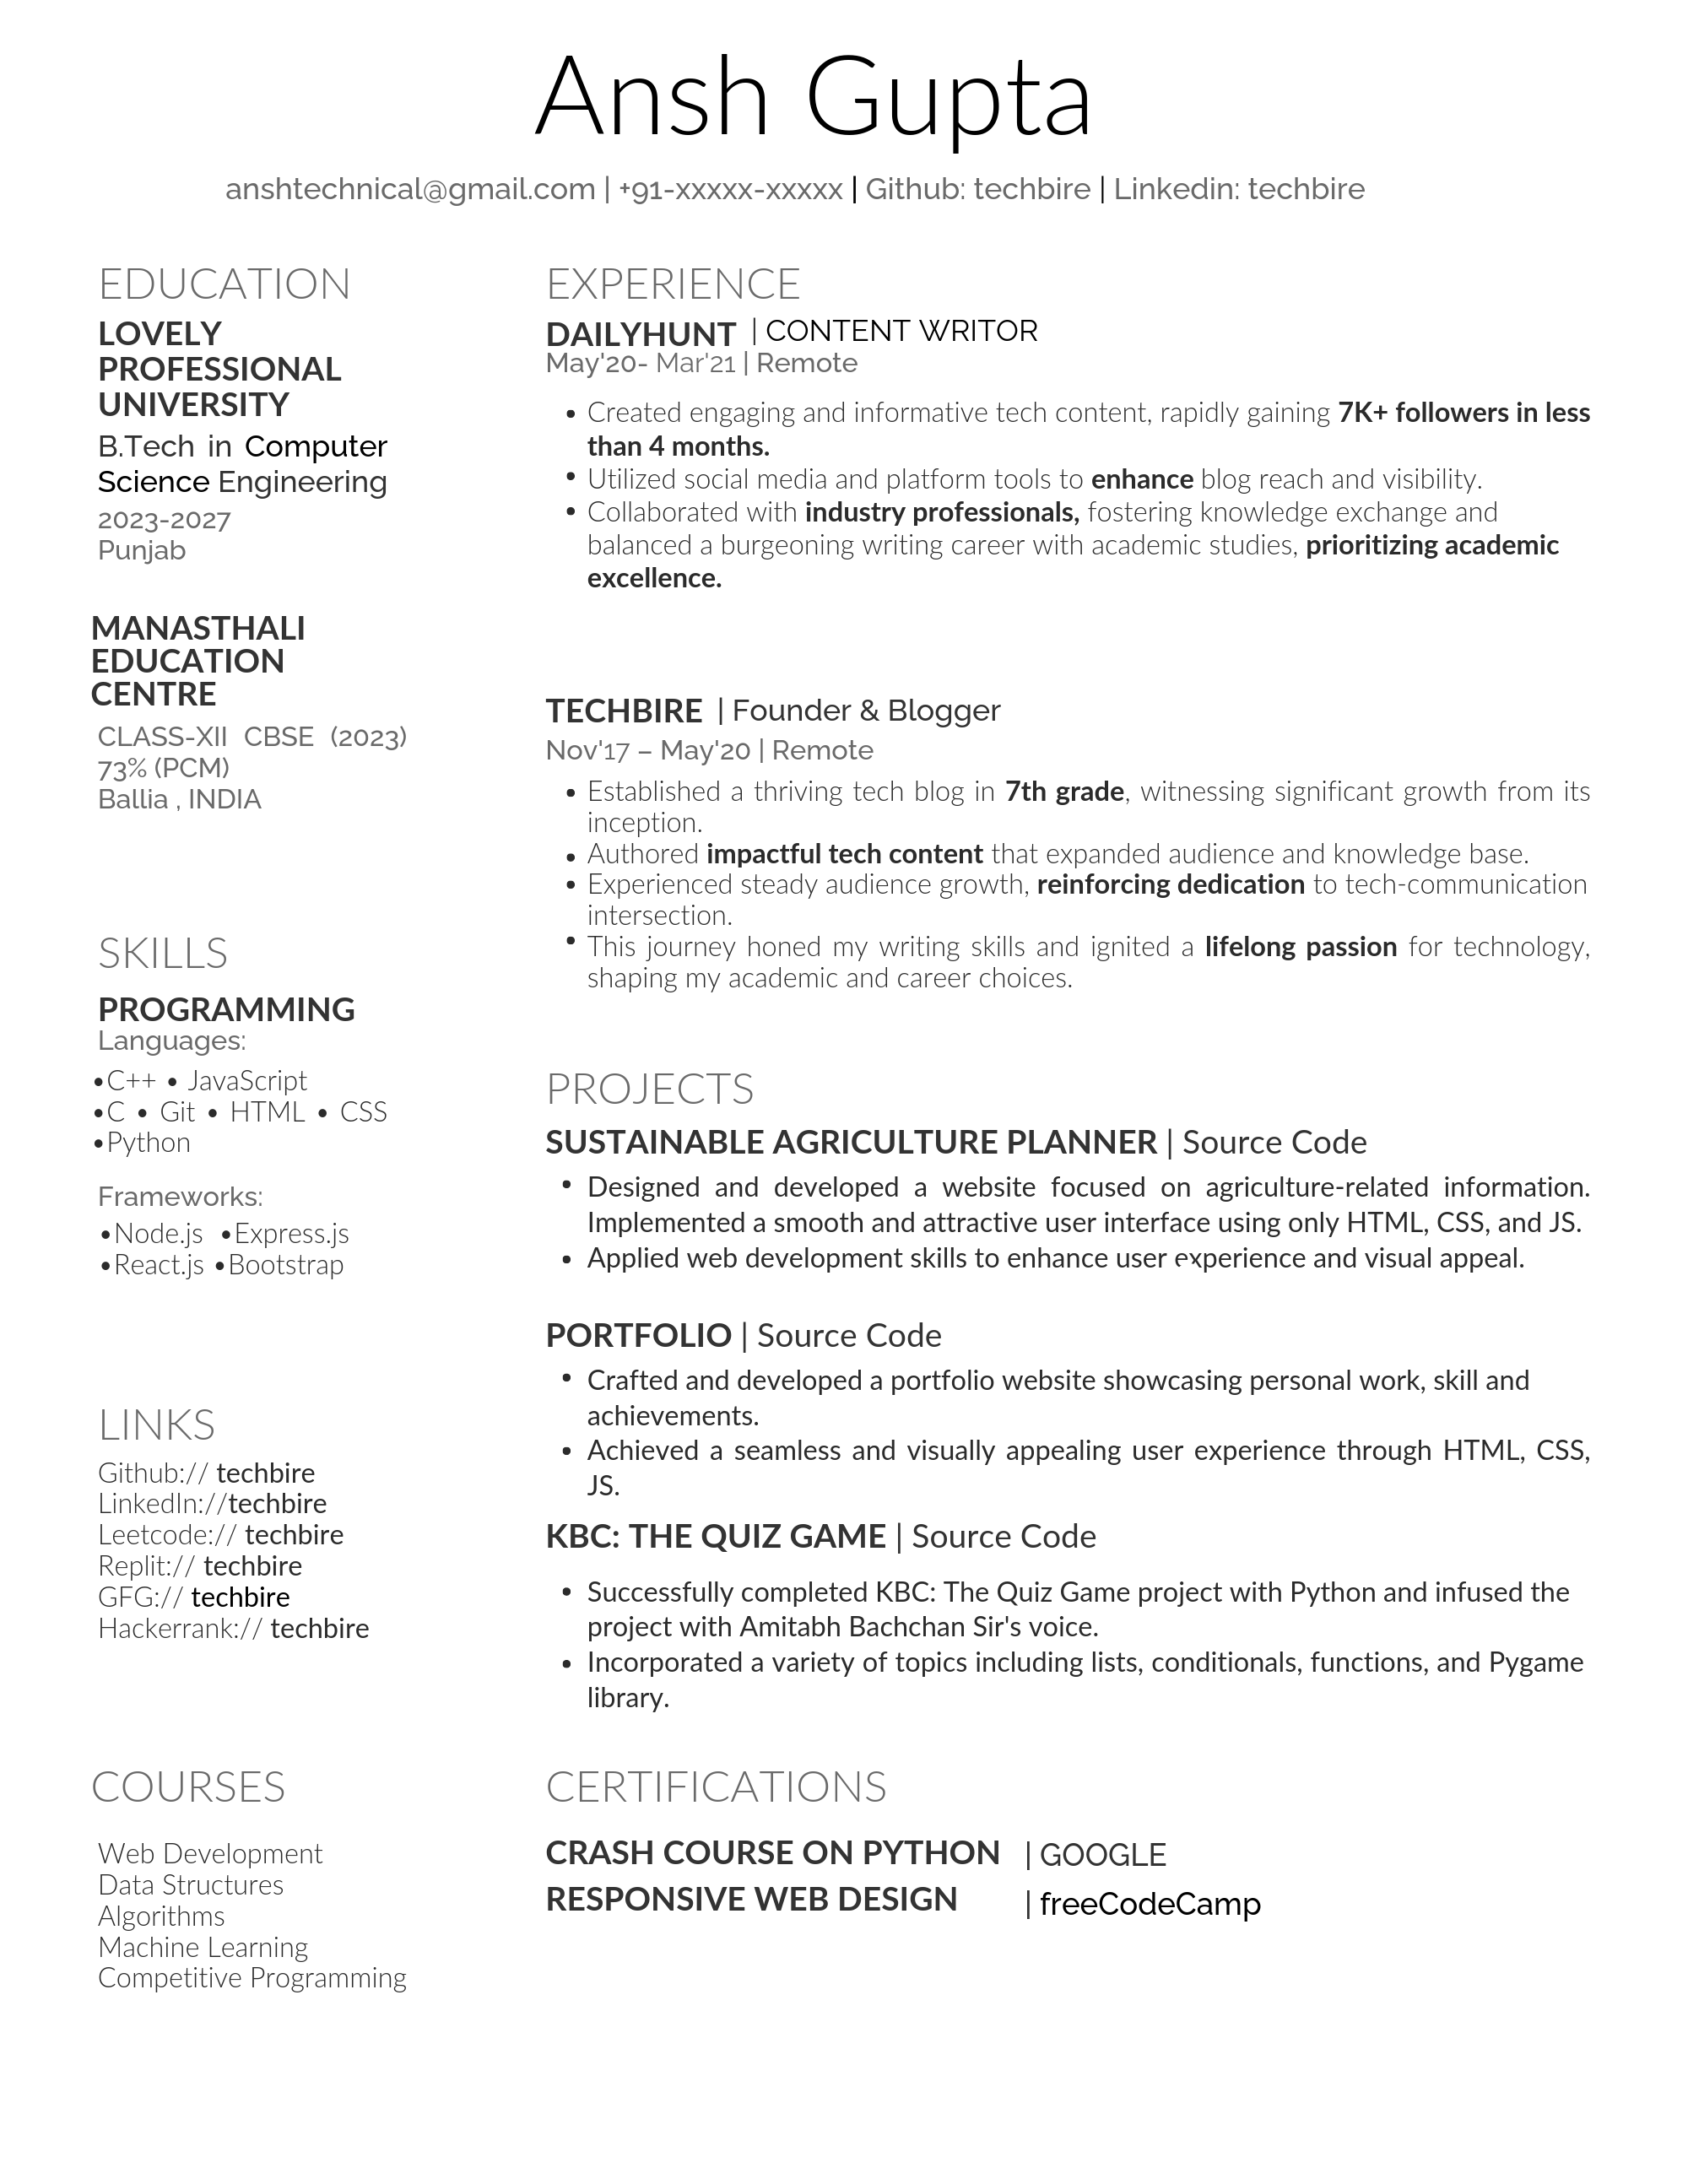 Ansh Gupta
anshtechnical@gmail.com | +91-xxxxx-xxxxx | Github: techbire | Linkedin: techbire
EDUCATION
LOVELY
PROFESSIONAL
UNIVERSITY
B.Tech in Computer
Science Engineering
2023-2027
Punjab
MANASTHALI
EDUCATION
CENTRE
CLASS-XII CBSE (2023)
73% (PCM)
Ballia , INDIA
SKILLS
PROGRAMMING
Languages:
•C++ • JavaScript
•C • Git • HTML • CSS
•Python
Frameworks:
•Node.js •Express.js
•React.js •Bootstrap
LINKS
Github:// techbire
LinkedIn://techbire
Leetcode:// techbire
Replit:// techbire
GFG:// techbire
Hackerrank:// techbire
COURSES
Web Development
Data Structures
Algorithms
Machine Learning
Competitive Programming
EXPERIENCE
DAILYHUNT | CONTENT WRITOR
May'20- Mar'21 | Remote
• Created engaging and informative tech content, rapidly gaining 7K+ followers in less
than 4 months.
• Utilized social media and platform tools to enhance blog reach and visibility.
• Collaborated with industry professionals, fostering knowledge exchange and
balanced a burgeoning writing career with academic studies, prioritizing academic
excellence.
TECHBIRE | Founder & Blogger
Nov'17 – May'20 | Remote
• Established a thriving tech blog in 7th grade, witnessing significant growth from its
inception.
• Authored impactful tech content that expanded audience and knowledge base.
• Experienced steady audience growth, reinforcing dedication to tech-communication
intersection.
• This journey honed my writing skills and ignited a lifelong passion for technology,
shaping my academic and career choices.
PROJECTS
SUSTAINABLE AGRICULTURE PLANNER | Source Code
• Designed and developed a website focused on agriculture-related information.
Implemented a smooth and attractive user interface using only HTML, CSS, and JS.
• Applied web development skills to enhance user experience and visual appeal.
PORTFOLIO | Source Code
• Crafted and developed a portfolio website showcasing personal work, skill and
achievements.
• Achieved a seamless and visually appealing user experience through HTML, CSS,
JS.
KBC: THE QUIZ GAME | Source Code
• Successfully completed KBC: The Quiz Game project with Python and infused the
project with Amitabh Bachchan Sir's voice.
• Incorporated a variety of topics including lists, conditionals, functions, and Pygame
library.
CERTIFICATIONS
CRASH COURSE ON PYTHON | GOOGLE
RESPONSIVE WEB DESIGN | freeCodeCamp